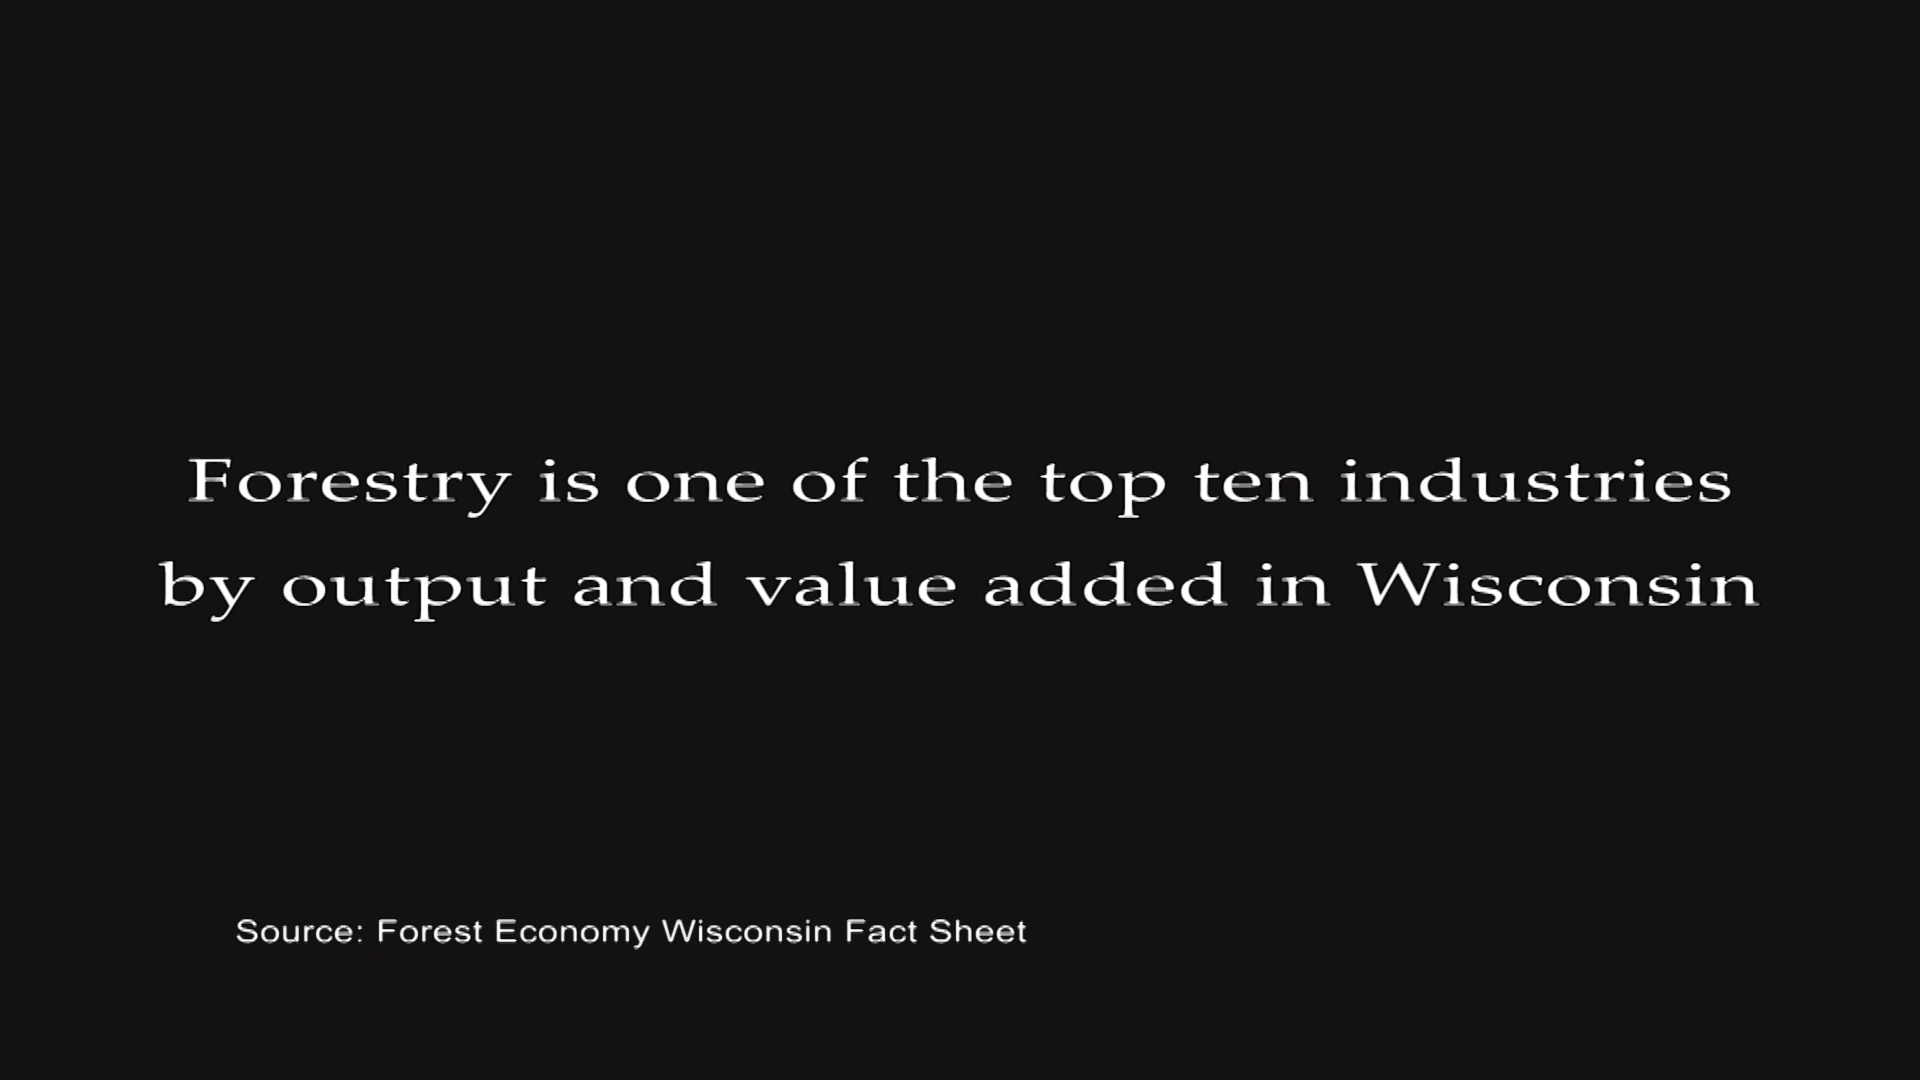 Forestry is one of the top ten industries
by output and value added in Wisconsin
Source: Forest Economy Wisconsin Fact Sheet